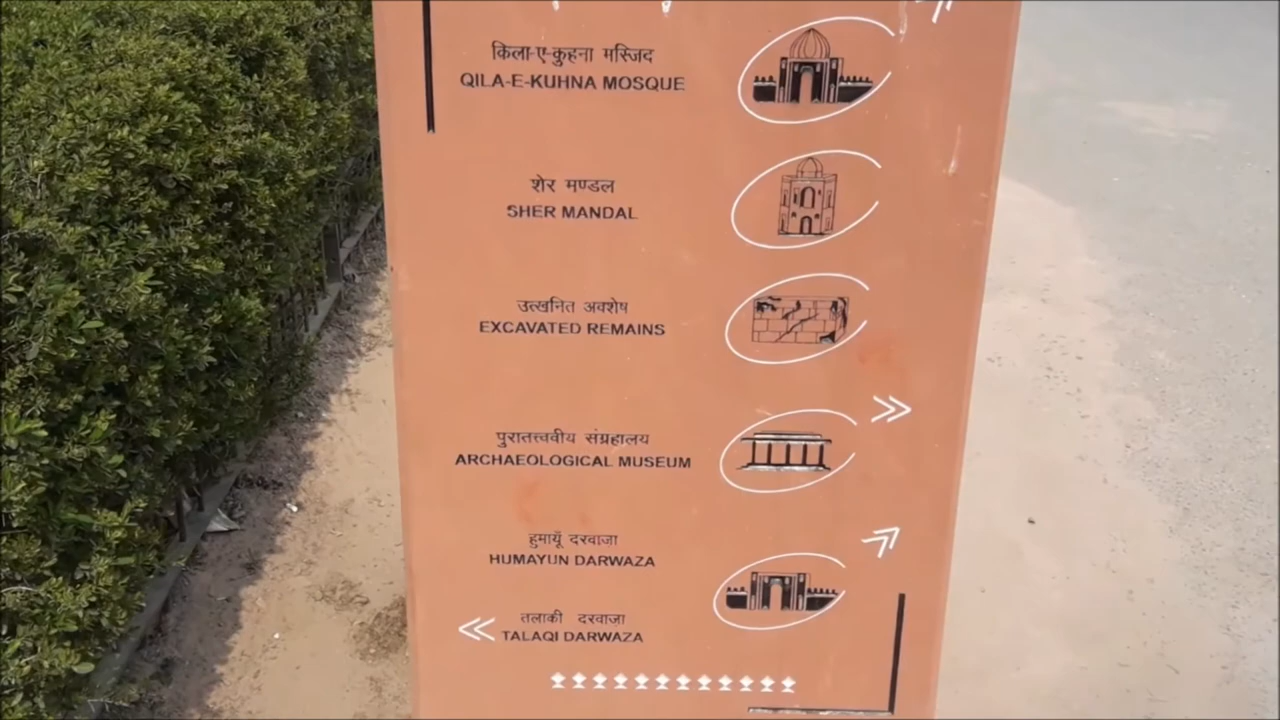 किला-ए-कुहना मस्जिद
QILA-E-KUHNA MOSQUE
शेर मण्डल
SHER MANDAL
उत्खनित अवशेष
EXCAVATED REMAINS
पुरातत्त्ववीय संग्रहालय
ARCHAEOLOGICAL MUSEUM
हुमायूँ दरवाजा
HUMAYUN DARWAZA
तलाकी दरवाजा
TALAQI DARWAZA